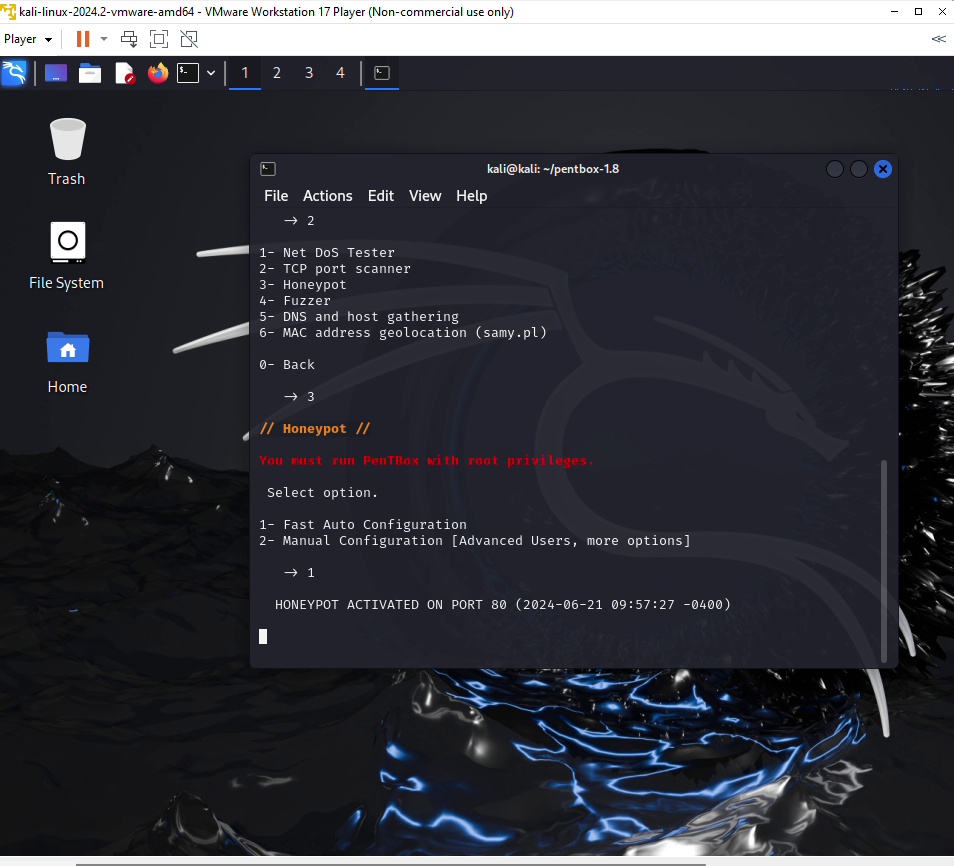 kali-linux-2024.2-vmware-amd64 - VMware Workstation 17 Player (Non-commercial use only)
Player
1 2 3 4
Trash
File System
Home
kali@kali: ~/pentbox-1.8
File Actions Edit View Help
-> 2
1- Net DoS Tester
2- TCP port scanner
3- Honeypot
4- Fuzzer
5- DNS and host gathering
6- MAC address geolocation (samy.pl)
0- Back
-> 3
// Honeypot //
You must run PenTBox with root privileges.
Select option.
1- Fast Auto Configuration
2- Manual Configuration [Advanced Users, more options]
-> 1
HONEYPOT ACTIVATED ON PORT 80 (2024-06-21 09:57:27 -0400)